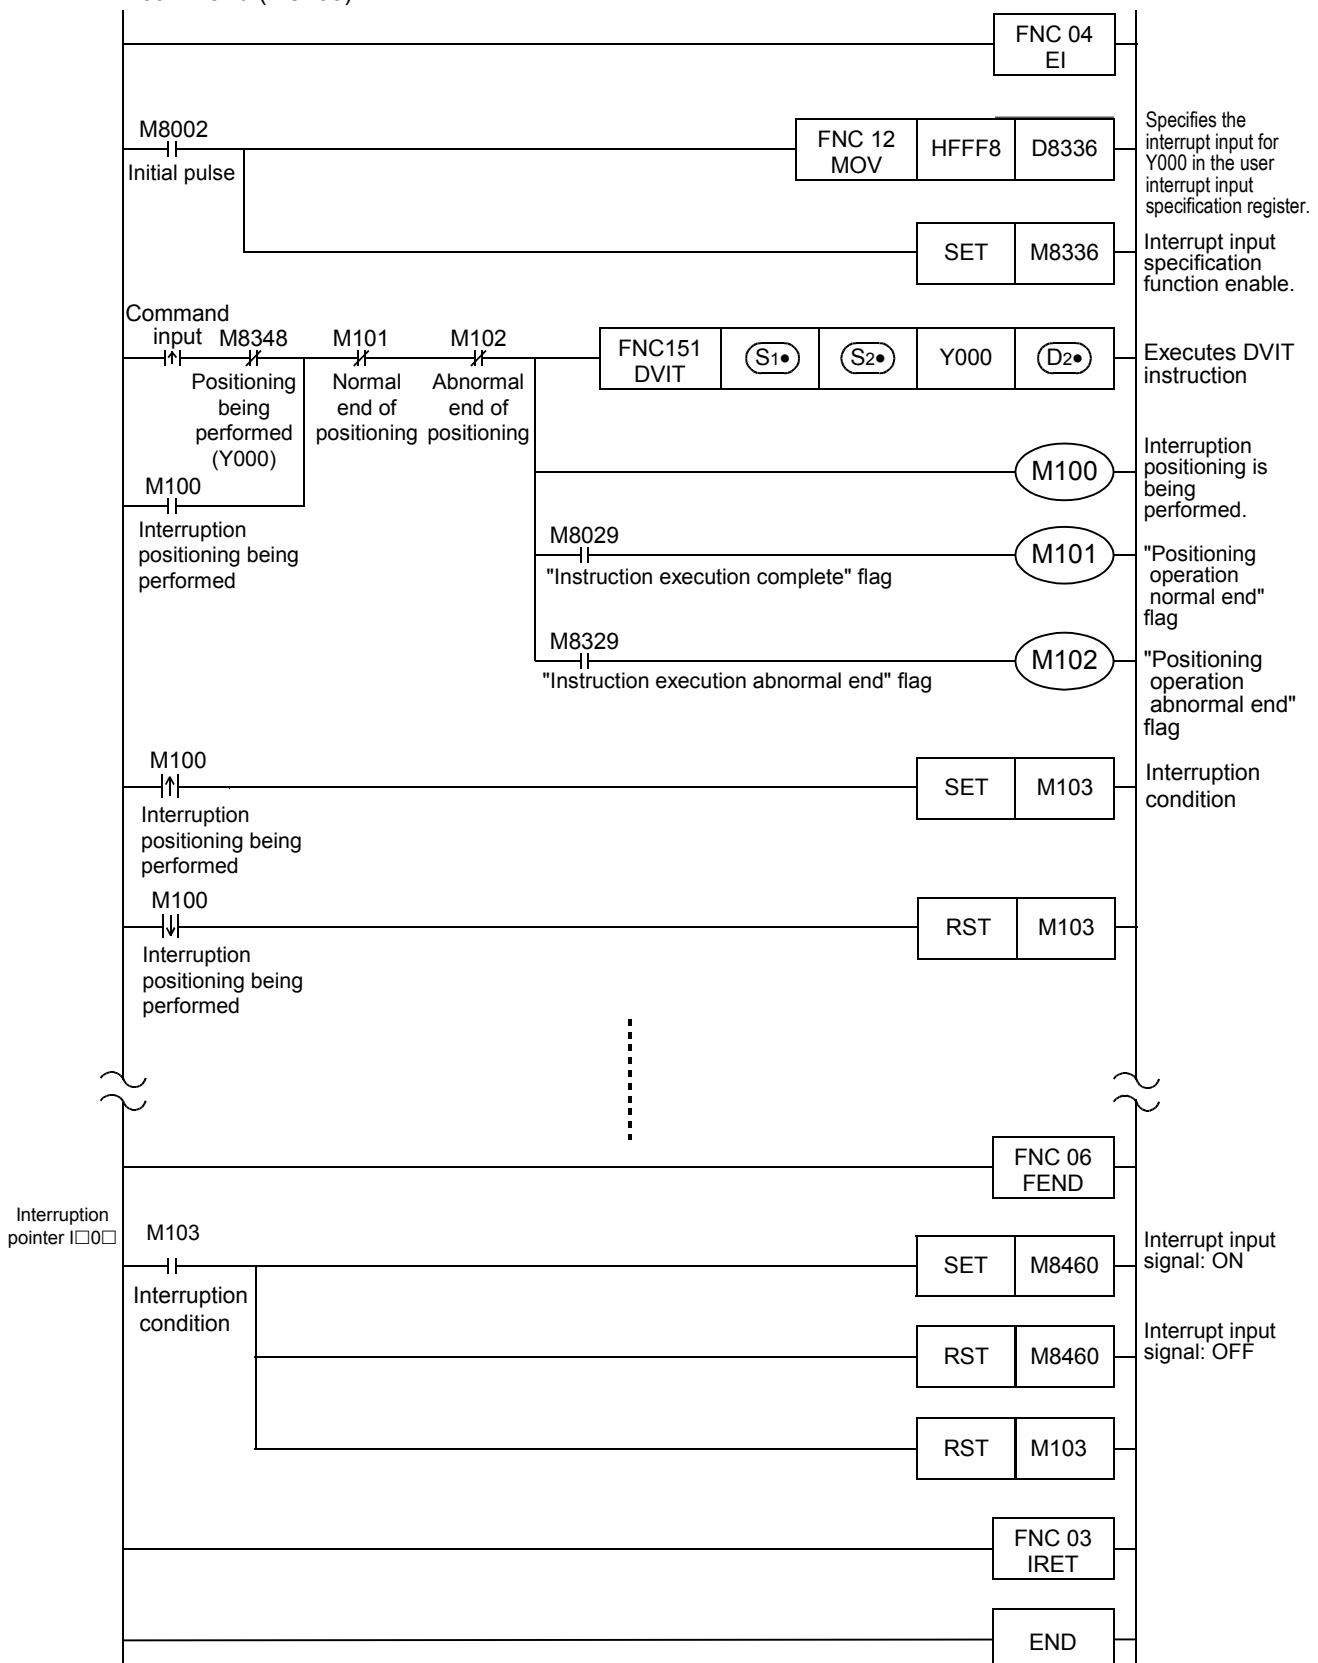 FNC 04
EI
M8002
Initial pulse
FNC 12
MOV
HFFF8
D8336
Specifies the
interrupt input for
Y000 in the user
interrupt input
specification register.
SET
M8336
Interrupt input
specification
function enable.
Command
input
M8348
Positioning
being
performed
(Y000)
M101
Normal
end of
positioning
M102
Abnormal
end of
positioning
FNC151
DVIT
S1•
S2•
Y000
D2•
Executes DVIT
instruction
M100
Interruption
positioning being
performed
M100
Interruption
positioning is
being
performed.
M8029
"Instruction execution complete" flag
M101
"Positioning
operation
normal end"
flag
M8329
"Instruction execution abnormal end" flag
M102
"Positioning
operation
abnormal end"
flag
M100
Interruption
positioning being
performed
SET
M103
Interruption
condition
M100
Interruption
positioning being
performed
RST
M103
FNC 06
FEND
Interruption
pointer I□0□
M103
Interruption
condition
SET
M8460
Interrupt input
signal: ON
RST
M8460
Interrupt input
signal: OFF
RST
M103
FNC 03
IRET
END